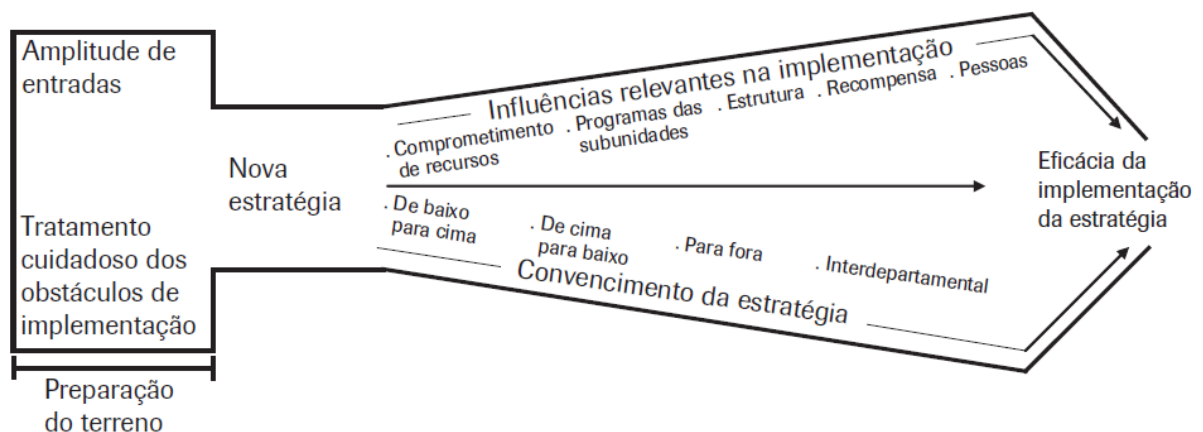 Amplitude de
entradas
Tratamento
cuidadoso dos
obstáculos de
implementação
Preparação
do terreno
Nova
estratégia
Influências relevantes na implementação
. Comprometimento
de recursos
. Programas das
subunidades
. Estrutura
. Recompensa
. Pessoas
. De baixo
para cima
. De cima
para baixo
. Para fora
. Interdepartamental
Convencimento da estratégia
Eficácia da
implementação
da estratégia